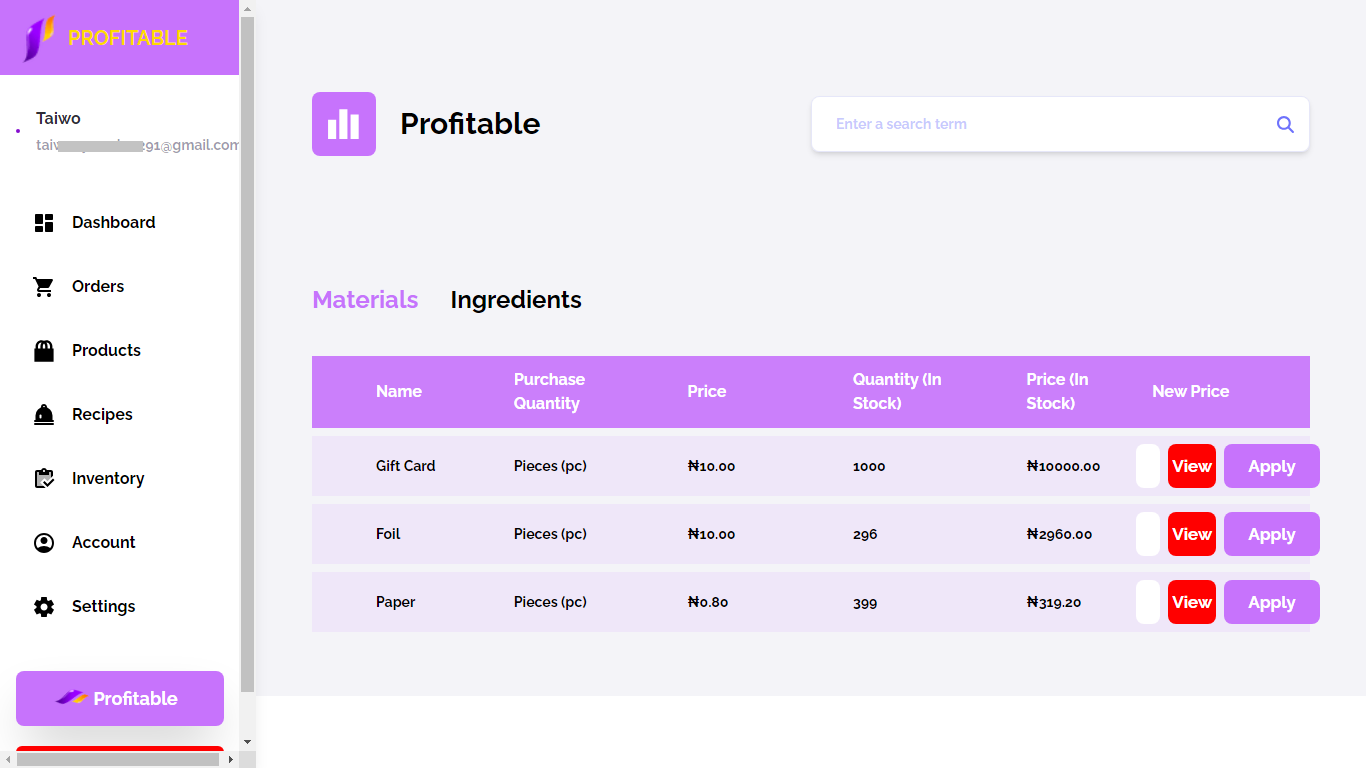 PROFITABLE
Taiwo
291@gmail.com
Dashboard
Orders
Products
Recipes
Inventory
Account
Settings
Profitable
Profitable
Enter a search term
Materials Ingredients
Name Purchase Quantity Price Quantity (In Stock) Price (In Stock) New Price
Gift Card Pieces (pc) ₦10.00 1000 ₦10000.00 View Apply
Foil Pieces (pc) ₦10.00 296 ₦2960.00 View Apply
Paper Pieces (pc) ₦0.80 399 ₦319.20 View Apply